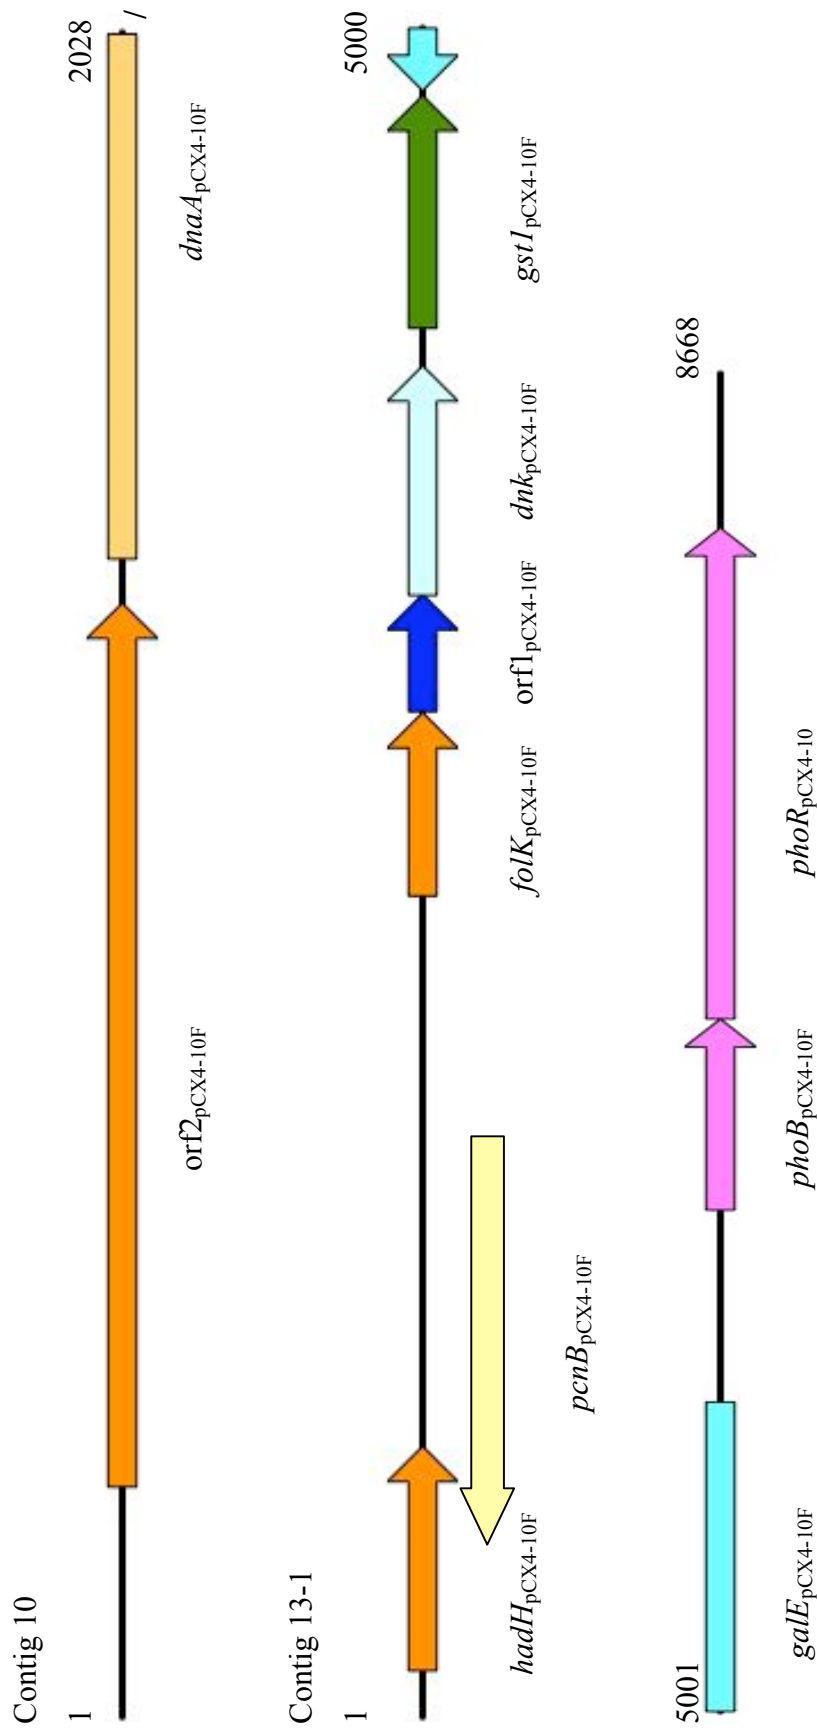 Contig 10
1
2028
/
orf2pCX4-10F
dnaApCX4-10F
Contig 13-1
1
5000
hadHpCX4-10F
pcnBpCX4-10F
folKpCX4-10F
orf1pCX4-10F
dnkpCX4-10F
gst1pCX4-10F
5001
8668
galEpCX4-10F
phoBpCX4-10F
phoRpCX4-10